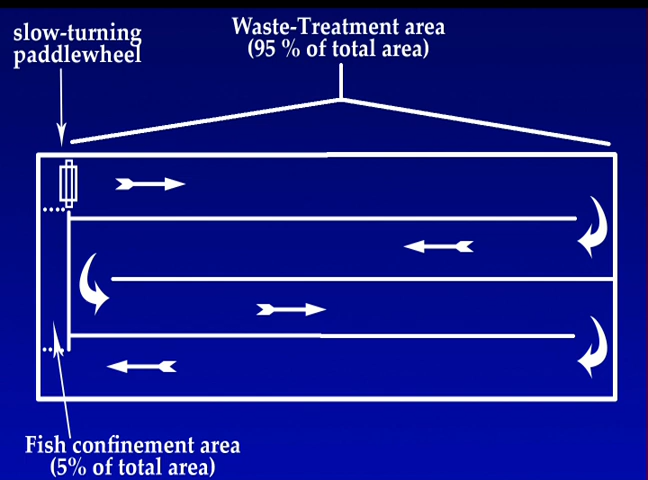 slow-turning
paddlewheel
Waste-Treatment area
(95 % of total area)
Fish confinement area
(5% of total area)